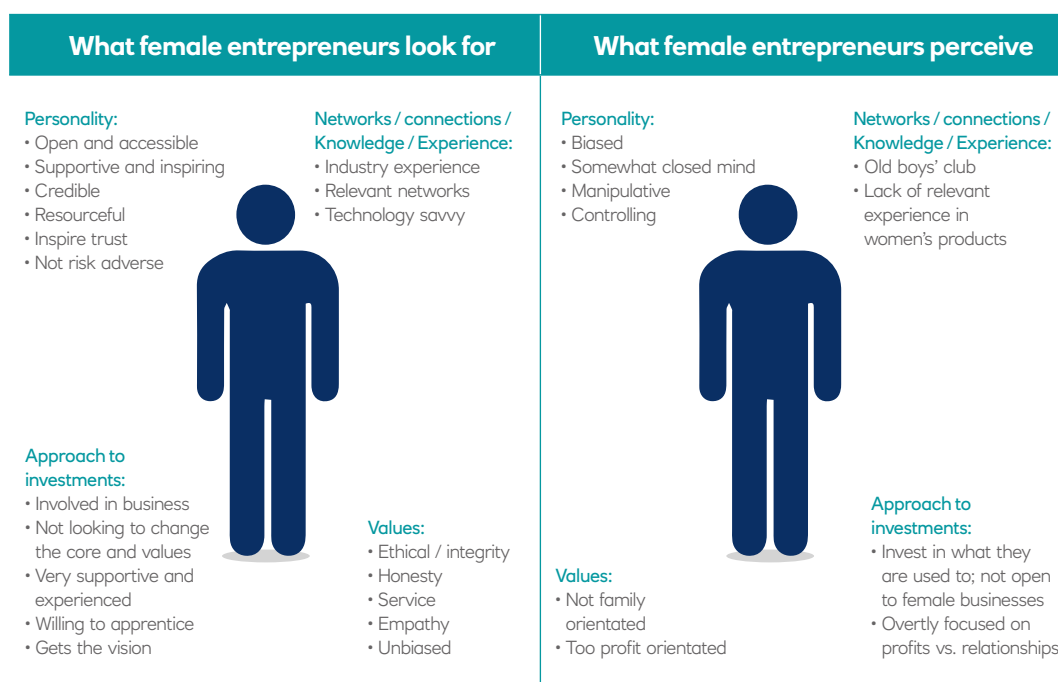 What female entrepreneurs look for
Personality:
• Open and accessible
• Supportive and inspiring
• Credible
• Resourceful
• Inspire trust
• Not risk adverse
Networks / connections /
Knowledge / Experience:
• Industry experience
• Relevant networks
• Technology savvy
Approach to
investments:
• Involved in business
• Not looking to change
the core and values
• Very supportive and
experienced
• Willing to apprentice
• Gets the vision
Values:
• Ethical / integrity
• Honesty
• Service
• Empathy
• Unbiased
What female entrepreneurs perceive
Personality:
• Biased
• Somewhat closed mind
• Manipulative
• Controlling
Networks / connections /
Knowledge / Experience:
• Old boys' club
• Lack of relevant
experience in
women's products
Values:
• Not family
orientated
• Too profit orientated
Approach to
investments:
• Invest in what they
are used to; not open
to female businesses
• Overtly focused on
profits vs. relationships